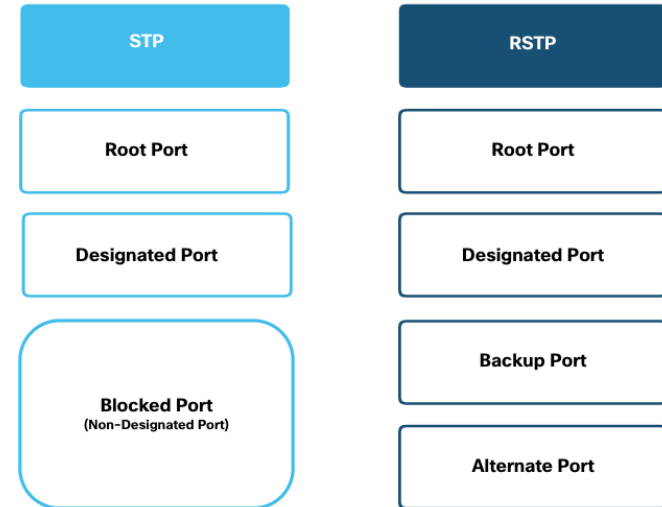 STP
RSTP
Root Port
Root Port
Designated Port
Designated Port
Blocked Port
(Non-Designated Port)
Backup Port
Alternate Port